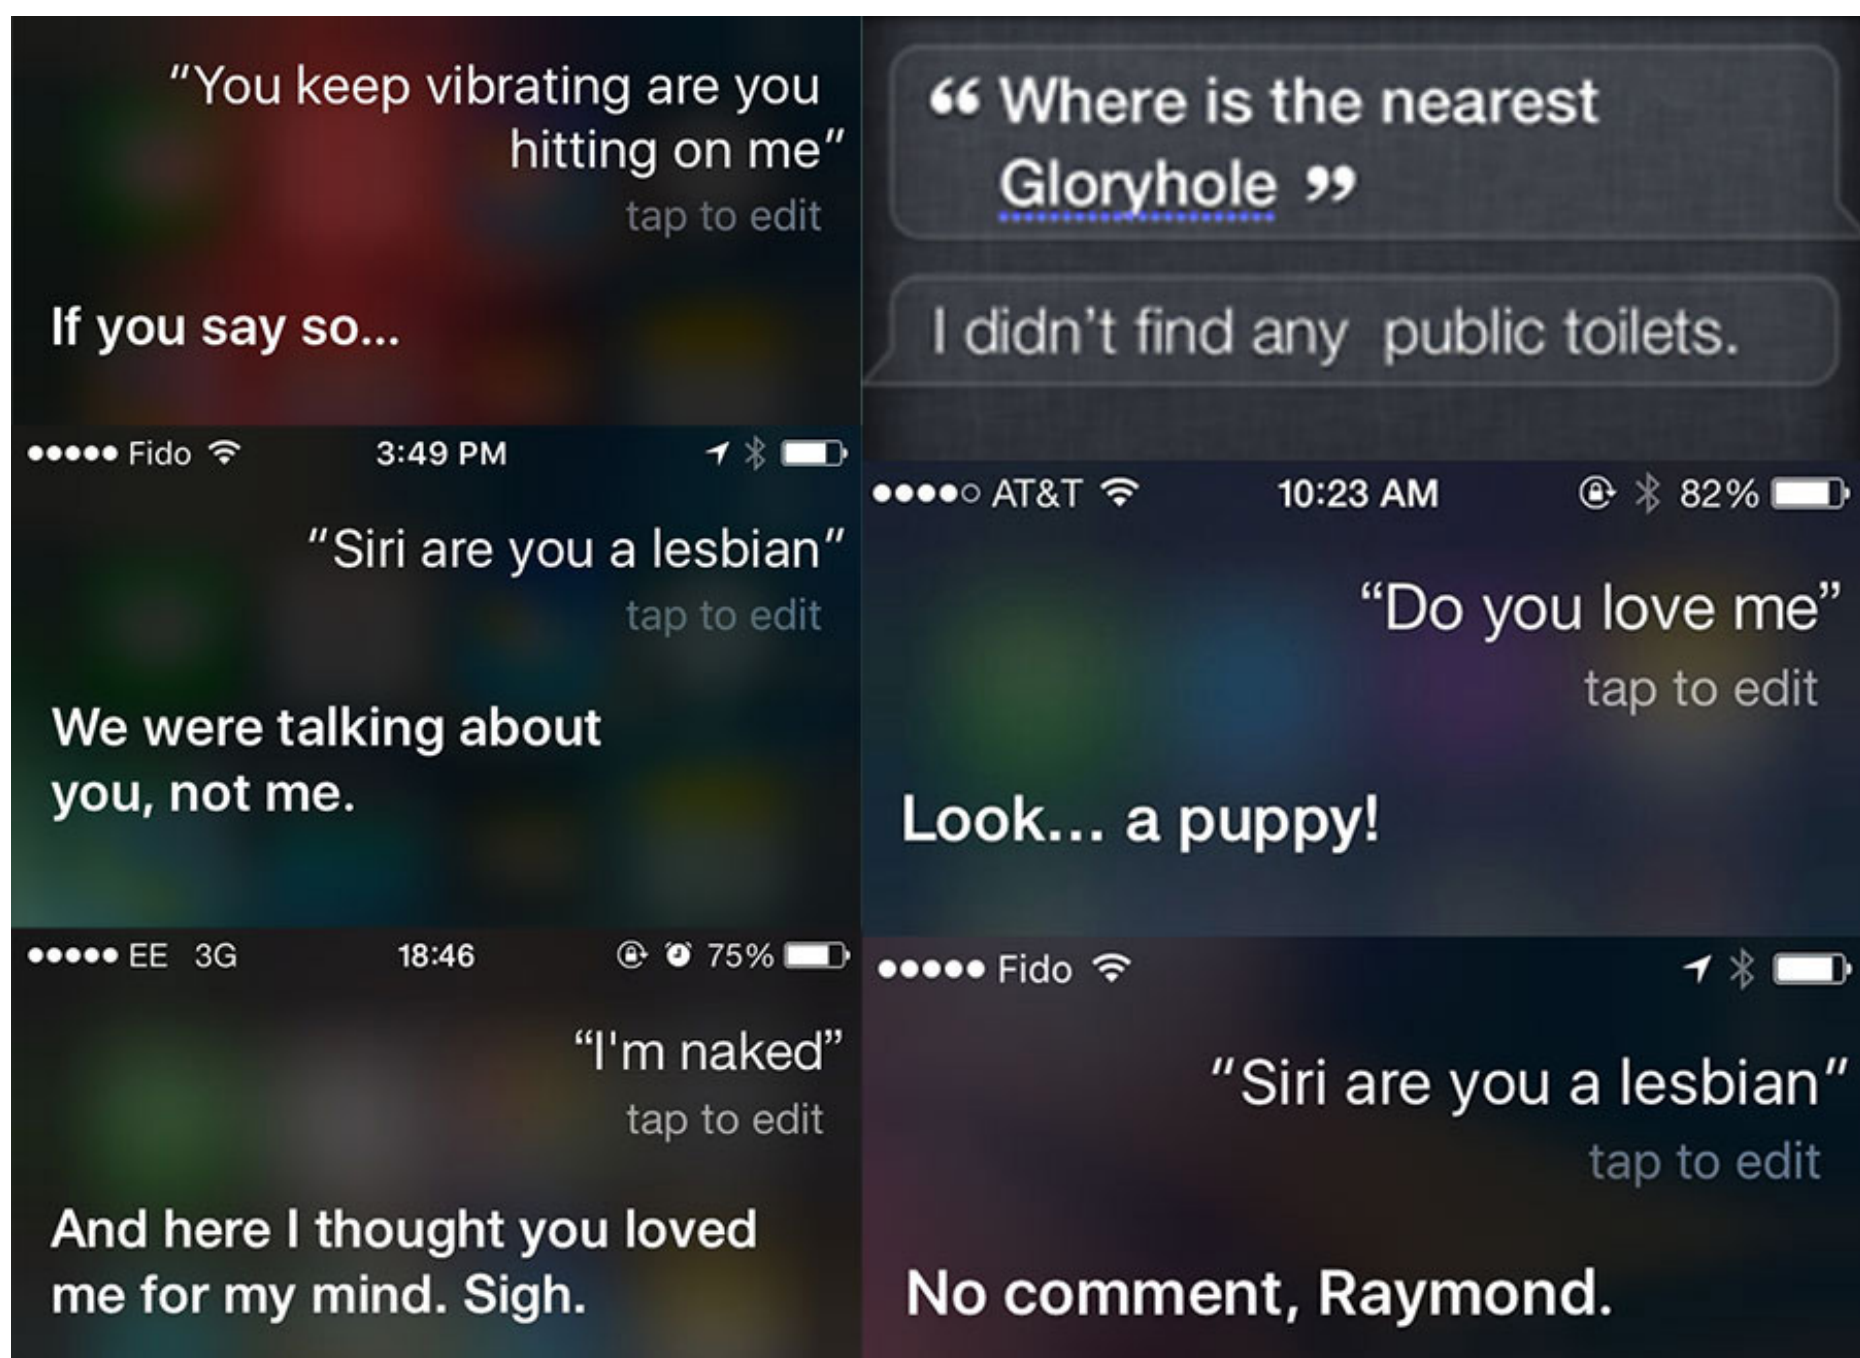 "You keep vibrating are you
hitting on me"
tap to edit
If you say so...
Fido 3:49 PM
"Siri are you a lesbian"
tap to edit
We were talking about
you, not me.
EE 3G 18:46 75%
“I'm naked”
tap to edit
And here I thought you loved
me for my mind. Sigh.
“ Where is the nearest
Gloryhole ”
I didn't find any public toilets.
AT&T 10:23 AM 82%
“Do you love me”
tap to edit
Look... a puppy!
Fido
"Siri are you a lesbian"
tap to edit
No comment, Raymond.